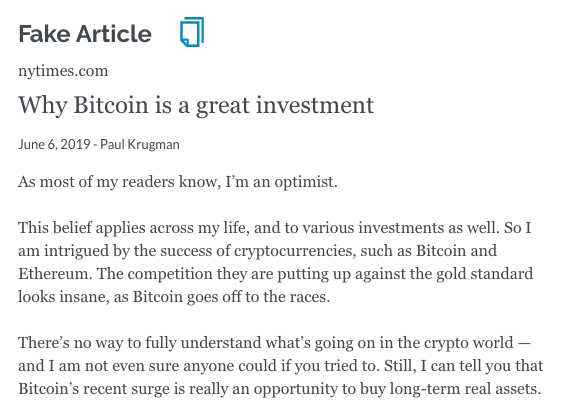 Fake Article
nytimes.com
Why Bitcoin is a great investment
June 6, 2019 - Paul Krugman
As most of my readers know, I’m an optimist.
This belief applies across my life, and to various investments as well. So I
am intrigued by the success of cryptocurrencies, such as Bitcoin and
Ethereum. The competition they are putting up against the gold standard
looks insane, as Bitcoin goes off to the races.
There’s no way to fully understand what’s going on in the crypto world —
and I am not even sure anyone could if you tried to. Still, I can tell you that
Bitcoin’s recent surge is really an opportunity to buy long-term real assets.